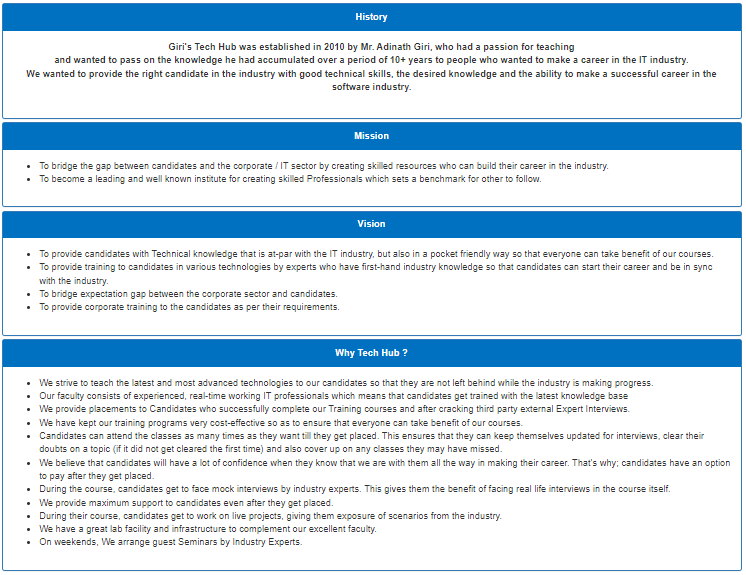 History
Giri's Tech Hub was established in 2010 by Mr. Adinath Giri, who had a passion for teaching
and wanted to pass on the knowledge he had accumulated over a period of 10+ years to people who wanted to make a career in the IT industry.
We wanted to provide the right candidate in the industry with good technical skills, the desired knowledge and the ability to make a successful career in the
software industry.
Mission
• To bridge the gap between candidates and the corporate / IT sector by creating skilled resources who can build their career in the industry.
• To become a leading and well known institute for creating skilled Professionals which sets a benchmark for other to follow.
Vision
• To provide candidates with Technical knowledge that is at-par with the IT industry, but also in a pocket friendly way so that everyone can take benefit of our courses.
• To provide training to candidates in various technologies by experts who have first-hand industry knowledge so that candidates can start their career and be in sync
with the industry.
• To bridge expectation gap between the corporate sector and candidates.
• To provide corporate training to the candidates as per their requirements.
Why Tech Hub ?
• We strive to teach the latest and most advanced technologies to our candidates so that they are not left behind while the industry is making progress.
• Our faculty consists of experienced, real-time working IT professionals which means that candidates get trained with the latest knowledge base
• We provide placements to Candidates who successfully complete our Training courses and after cracking third party external Expert Interviews.
• We have kept our training programs very cost-effective so as to ensure that everyone can take benefit of our courses.
• Candidates can attend the classes as many times as they want till they get placed. This ensures that they can keep themselves updated for interviews, clear their
doubts on a topic (if it did not get cleared the first time) and also cover up on any classes they may have missed.
• We believe that candidates will have a lot of confidence when they know that we are with them all the way in making their career. That's why; candidates have an option
to pay after they get placed.
• During the course, candidates get to face mock interviews by industry experts. This gives them the benefit of facing real life interviews in the course itself.
• We provide maximum support to candidates even after they get placed.
• During their course, candidates get to work on live projects, giving them exposure of scenarios from the industry.
• We have a great lab facility and infrastructure to complement our excellent faculty.
• On weekends, We arrange guest Seminars by Industry Experts.